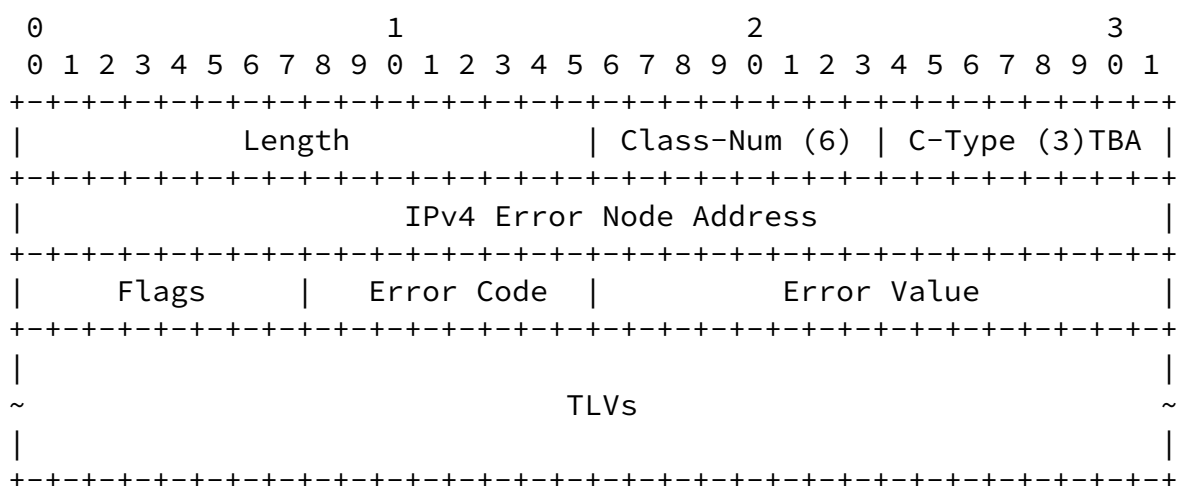 0                   1                   2                   3
 0 1 2 3 4 5 6 7 8 9 0 1 2 3 4 5 6 7 8 9 0 1 2 3 4 5 6 7 8 9 0 1
+-+-+-+-+-+-+-+-+-+-+-+-+-+-+-+-+-+-+-+-+-+-+-+-+-+-+-+-+-+-+-+-+
|            Length             | Class-Num (6) | C-Type (3)TBA |
+-+-+-+-+-+-+-+-+-+-+-+-+-+-+-+-+-+-+-+-+-+-+-+-+-+-+-+-+-+-+-+-+
|                     IPv4 Error Node Address                   |
+-+-+-+-+-+-+-+-+-+-+-+-+-+-+-+-+-+-+-+-+-+-+-+-+-+-+-+-+-+-+-+-+
|     Flags     |   Error Code  |          Error Value          |
+-+-+-+-+-+-+-+-+-+-+-+-+-+-+-+-+-+-+-+-+-+-+-+-+-+-+-+-+-+-+-+-+
|                                                               |
~                              TLVs                             ~
|                                                               |
+-+-+-+-+-+-+-+-+-+-+-+-+-+-+-+-+-+-+-+-+-+-+-+-+-+-+-+-+-+-+-+-+